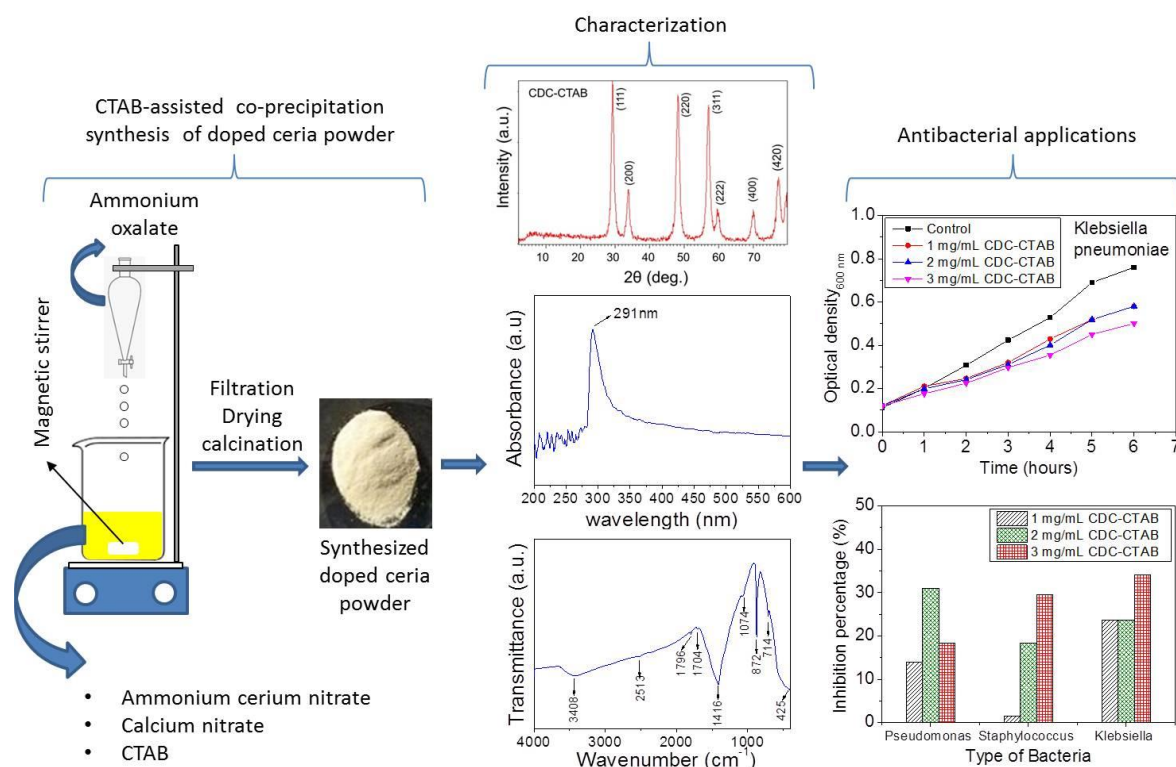 CTAB-assisted co-precipitation
synthesis of doped ceria powder
Ammonium
oxalate
Magnetic stirrer
Filtration
Drying
calcination
Synthesized
doped ceria
powder
• Ammonium cerium nitrate
• Calcium nitrate
• CTAB
Characterization
CDC-CTAB
(111)
(200)
(220)
(311)
(222)
(400)
(420)
Intensity (a.u.)
10 20 30 40 50 60 70
2θ (deg.)
291nm
Absorbance (a.u)
200 250 300 350 400 450 500 550 600
wavelength (nm)
Transmittance (a.u.)
3408
2513
1796
1704
1416
1074
872
714
425
4000 3000 2000 1000
Wavenumber (cm-1)
Antibacterial applications
Control
1 mg/mL CDC-CTAB
2 mg/mL CDC-CTAB
3 mg/mL CDC-CTAB
Klebsiella
pneumoniae
Optical density600 nm
1.0
0.8
0.6
0.4
0.2
0.0
0 1 2 3 4 5 6 7
Time (hours)
1 mg/mL CDC-CTAB
2 mg/mL CDC-CTAB
3 mg/mL CDC-CTAB
Inhibition percentage (%)
50
40
30
20
10
0
Pseudomonas Staphylococcus Klebsiella
Type of Bacteria